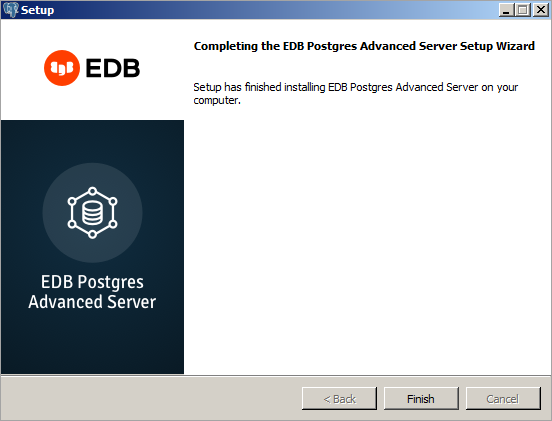 Setup
EDB
Completing the EDB Postgres Advanced Server Setup Wizard
Setup has finished installing EDB Postgres Advanced Server on your
computer.
EDB Postgres
Advanced Server
< Back
Finish
Cancel